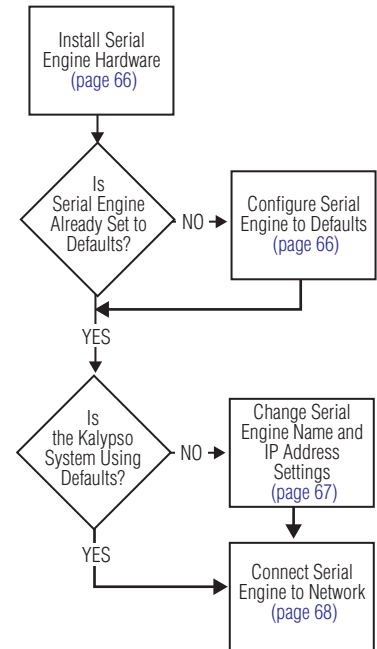 Install Serial
Engine Hardware
(page 66)
Is
Serial Engine
Already Set to
Defaults?
NO
Configure Serial
Engine to Defaults
(page 66)
YES
Is
the Kalypso
System Using
Defaults?
NO
Change Serial
Engine Name and
IP Address
Settings
(page 67)
YES
Connect Serial
Engine to Network
(page 68)